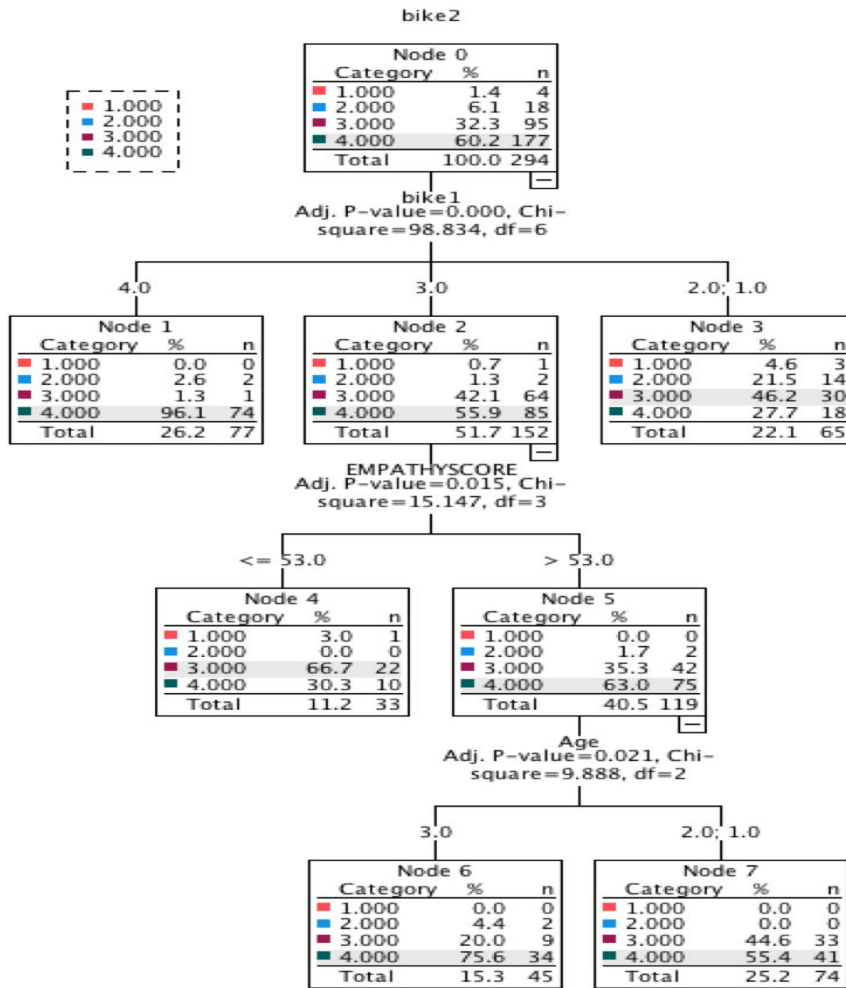 bike2
Node 0
Category % n
1.000 1.4 4
2.000 6.1 18
3.000 32.3 95
4.000 60.2 177
Total 100.0 294
1.000
2.000
3.000
4.000
bike1
Adj. P-value=0.000, Chi-
square=98.834, df=6
4.0
3.0
2.0; 1.0
Node 1
Category % n
1.000 0.0 0
2.000 2.6 2
3.000 1.3 1
4.000 96.1 74
Total 26.2 77
Node 2
Category % n
1.000 0.7 1
2.000 1.3 2
3.000 42.1 64
4.000 55.9 85
Total 51.7 152
Node 3
Category % n
1.000 4.6 3
2.000 21.5 14
3.000 46.2 30
4.000 27.7 18
Total 22.1 65
EMPATHYSCORE
Adj. P-value=0.015, Chi-
square=15.147, df=3
<= 53.0
> 53.0
Node 4
Category % n
1.000 3.0 1
2.000 0.0 0
3.000 66.7 22
4.000 30.3 10
Total 11.2 33
Node 5
Category % n
1.000 0.0 0
2.000 1.7 2
3.000 35.3 42
4.000 63.0 75
Total 40.5 119
Age
Adj. P-value=0.021, Chi-
square=9.888, df=2
3.0
2.0; 1.0
Node 6
Category % n
1.000 0.0 0
2.000 4.4 2
3.000 20.0 9
4.000 75.6 34
Total 15.3 45
Node 7
Category % n
1.000 0.0 0
2.000 0.0 0
3.000 44.6 33
4.000 55.4 41
Total 25.2 74